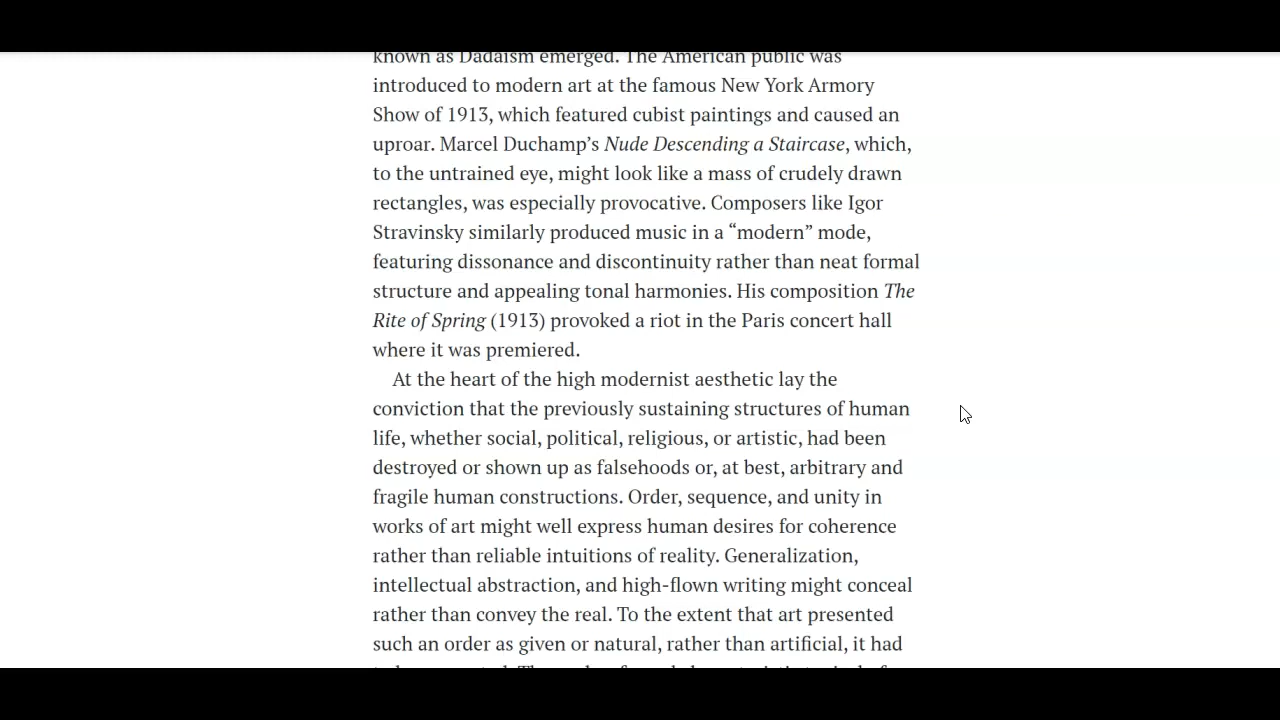 known as Dadaism emerged. The American public was
introduced to modern art at the famous New York Armory
Show of 1913, which featured cubist paintings and caused an
uproar. Marcel Duchamp’s Nude Descending a Staircase, which,
to the untrained eye, might look like a mass of crudely drawn
rectangles, was especially provocative. Composers like Igor
Stravinsky similarly produced music in a “modern” mode,
featuring dissonance and discontinuity rather than neat formal
structure and appealing tonal harmonies. His composition The
Rite of Spring (1913) provoked a riot in the Paris concert hall
where it was premiered.
At the heart of the high modernist aesthetic lay the
conviction that the previously sustaining structures of human
life, whether social, political, religious, or artistic, had been
destroyed or shown up as falsehoods or, at best, arbitrary and
fragile human constructions. Order, sequence, and unity in
works of art might well express human desires for coherence
rather than reliable intuitions of reality. Generalization,
intellectual abstraction, and high-flown writing might conceal
rather than convey the real. To the extent that art presented
such an order as given or natural, rather than artificial, it had